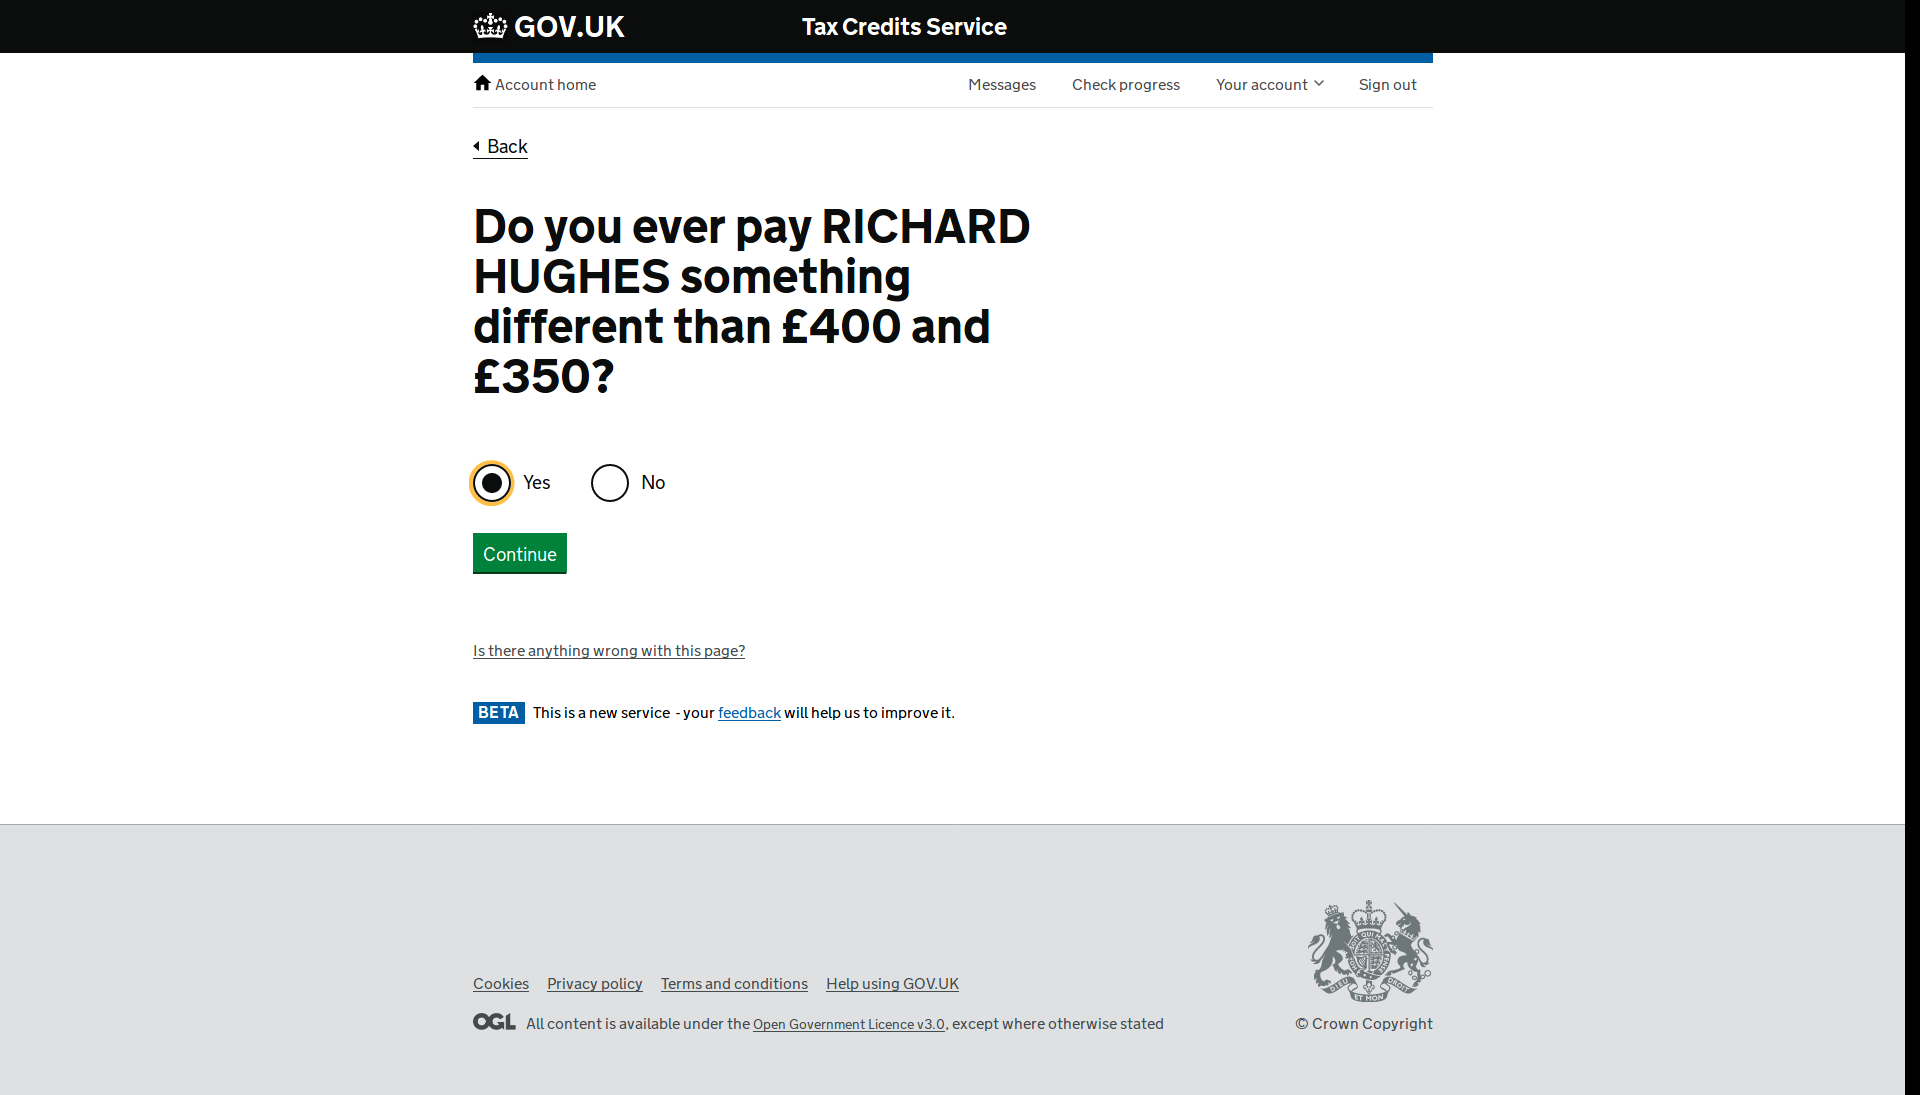 GOV.UK
Tax Credits Service
Account home
Messages
Check progress
Your account
Sign out
Back
Do you ever pay RICHARD
HUGHES something
different than £400 and
£350?
Yes
No
Continue
Is there anything wrong with this page?
BETA This is a new service - your feedback will help us to improve it.
Cookies
Privacy policy
Terms and conditions
Help using GOV.UK
OGL All content is available under the Open Government Licence v3.0, except where otherwise stated
© Crown Copyright